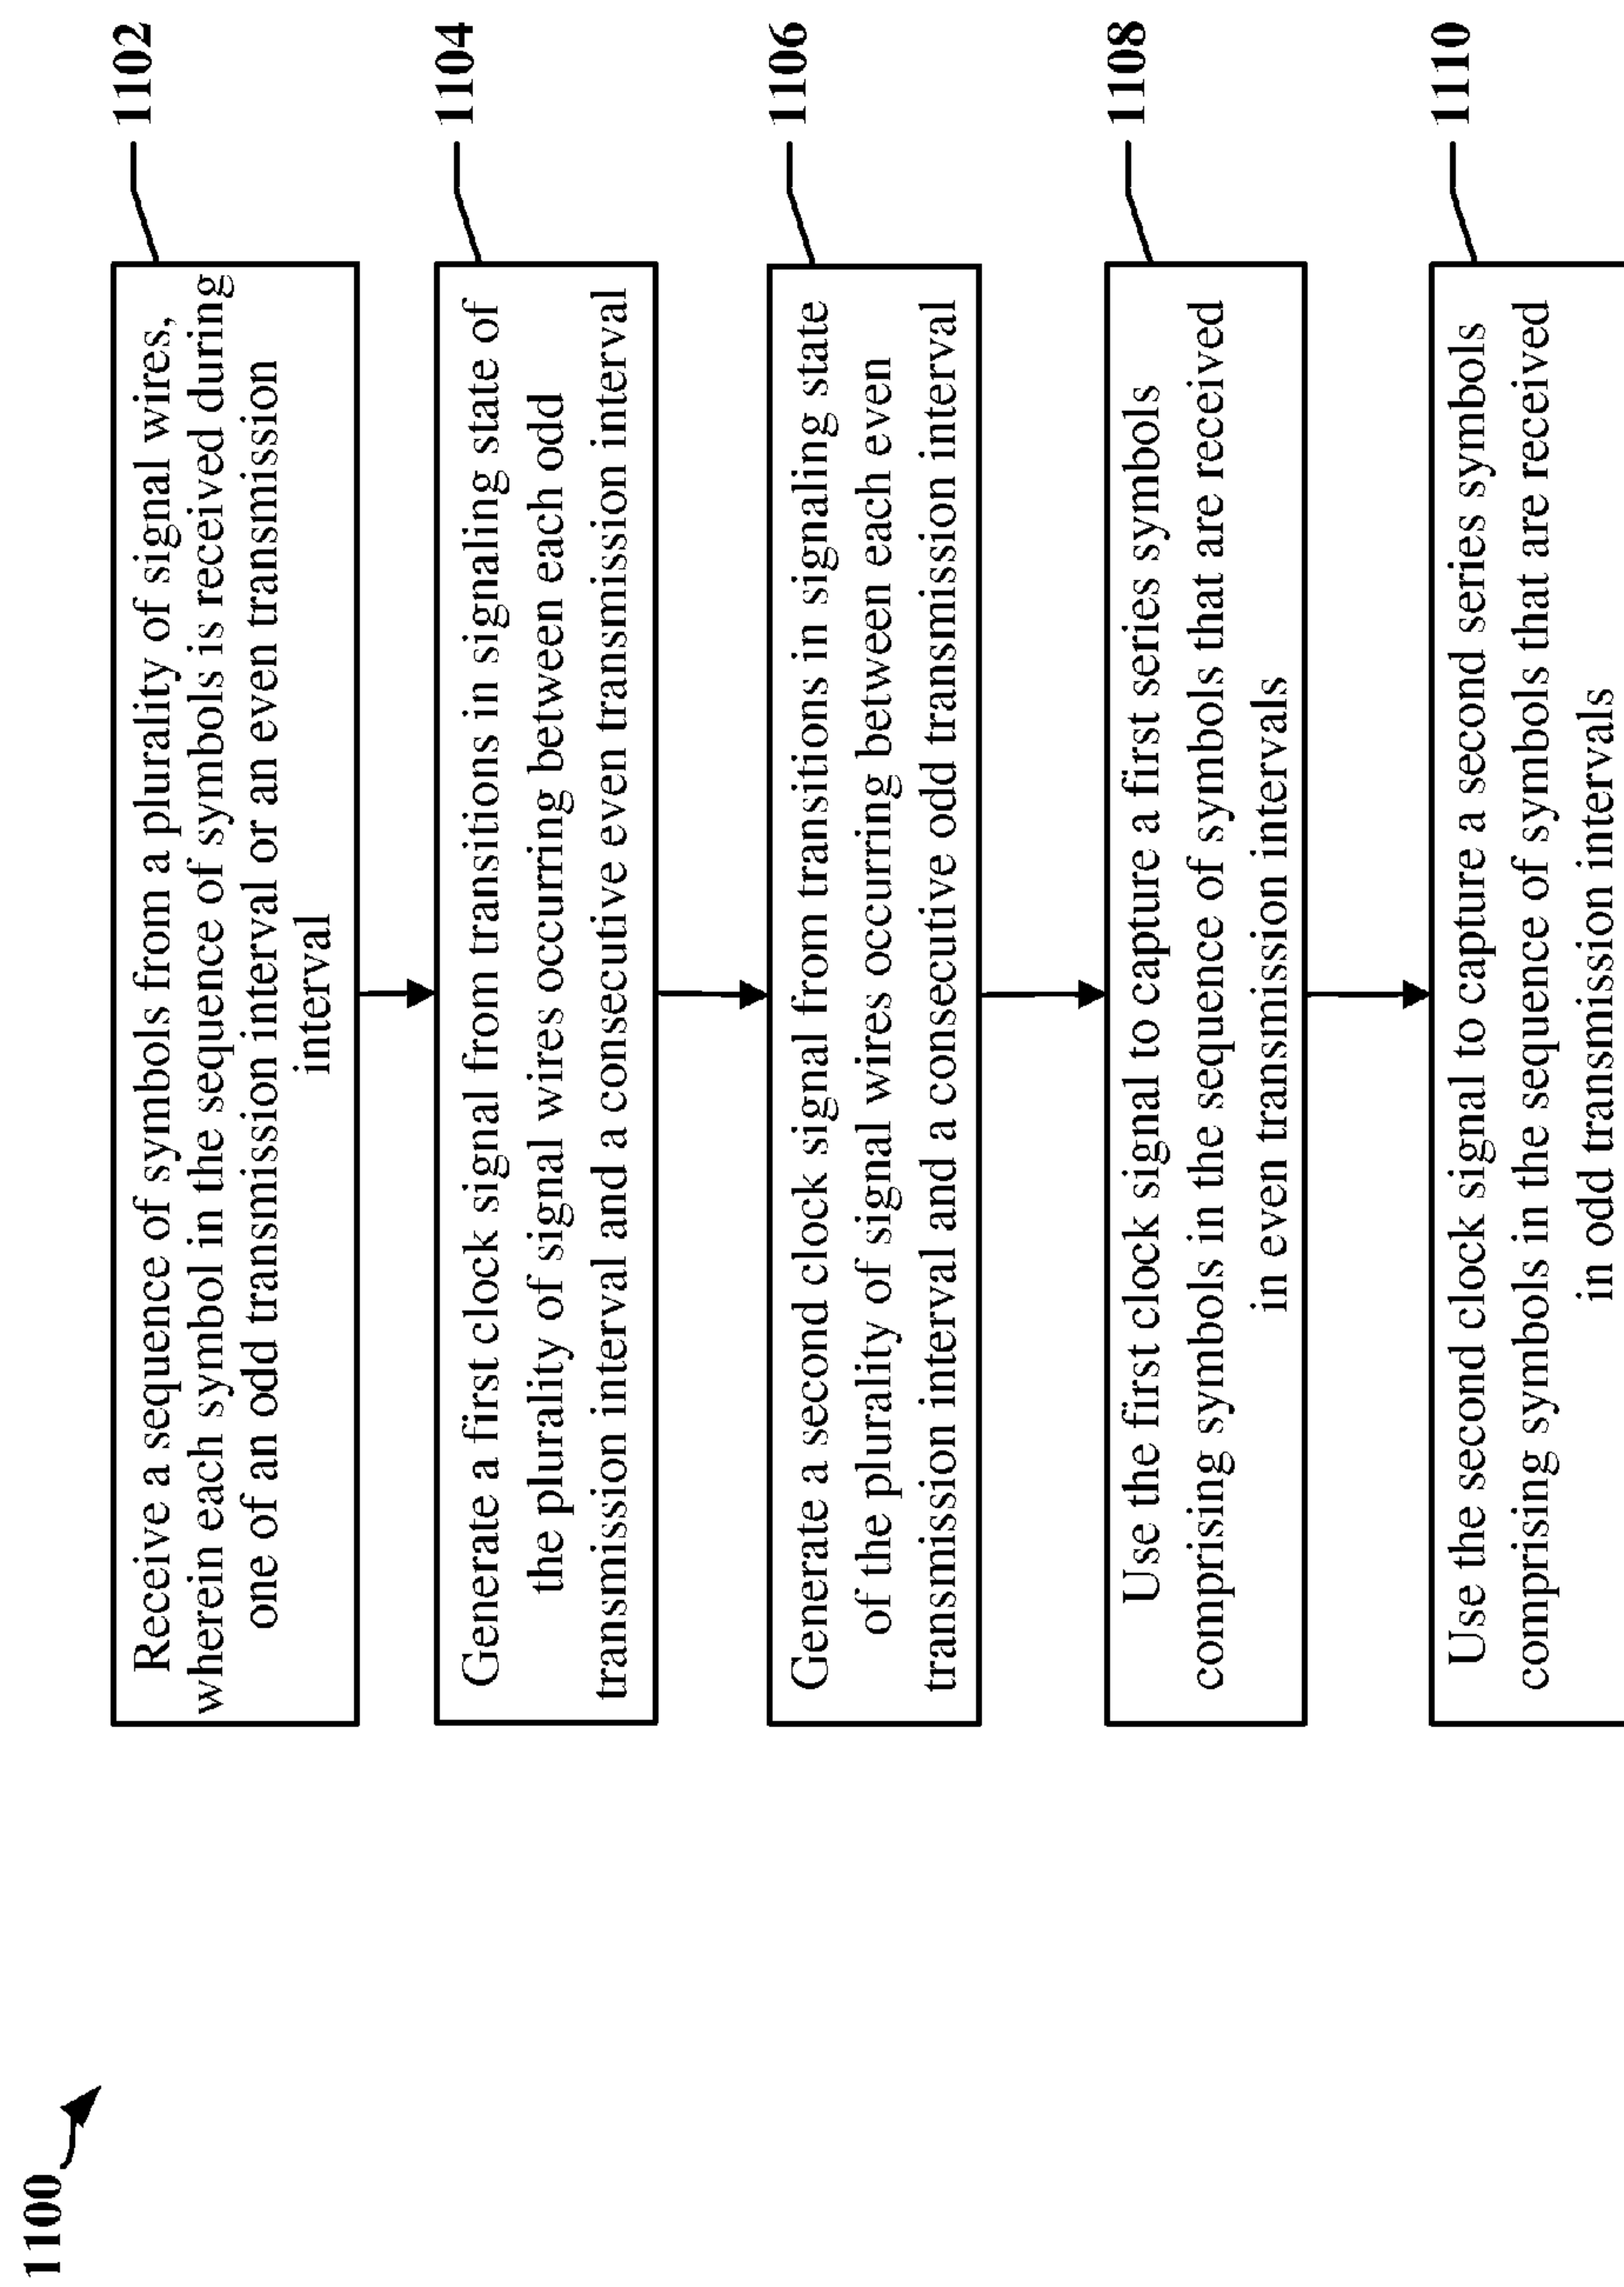 1100
1102
Receive a sequence of symbols from a plurality of signal wires,
wherein each symbol in the sequence of symbols is received during
one of an odd transmission interval or an even transmission
interval
1104
Generate a first clock signal from transitions in signaling state of
the plurality of signal wires occurring between each odd
transmission interval and a consecutive even transmission interval
1106
Generate a second clock signal from transitions in signaling state
of the plurality of signal wires occurring between each even
transmission interval and a consecutive odd transmission interval
1108
Use the first clock signal to capture a first series symbols
comprising symbols in the sequence of symbols that are received
in even transmission intervals
1110
Use the second clock signal to capture a second series symbols
comprising symbols in the sequence of symbols that are received
in odd transmission intervals